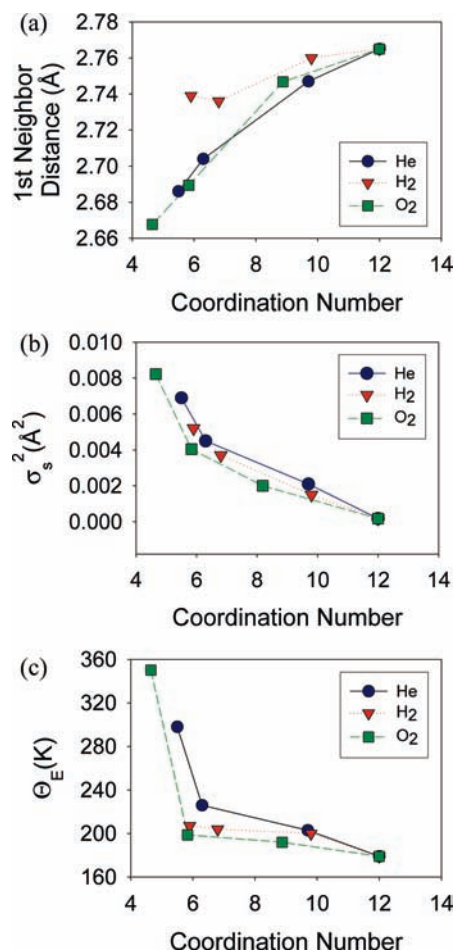 (a)
2.78
2.76
2.74
2.72
2.70
2.68
2.66
1st Neighbor
Distance (Å)
He
H2
O2
4 6 8 10 12 14
Coordination Number
(b)
0.010
0.008
0.006
0.004
0.002
0.000
σs2(Å2)
He
H2
O2
4 6 8 10 12 14
Coordination Number
(c)
360
320
280
240
200
160
ΘE(K)
He
H2
O2
4 6 8 10 12 14
Coordination Number